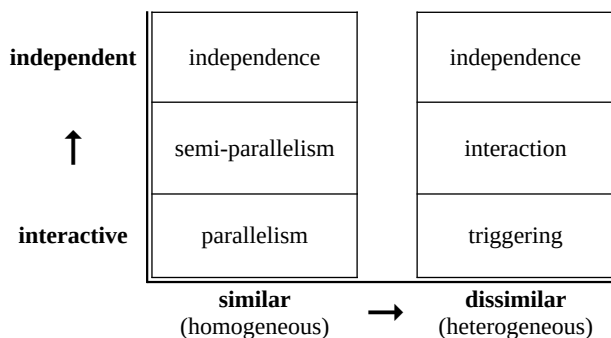 independent independence independence
semi-parallelism interaction
interactive parallelism triggering
similar dissimilar
(homogeneous) (heterogeneous)